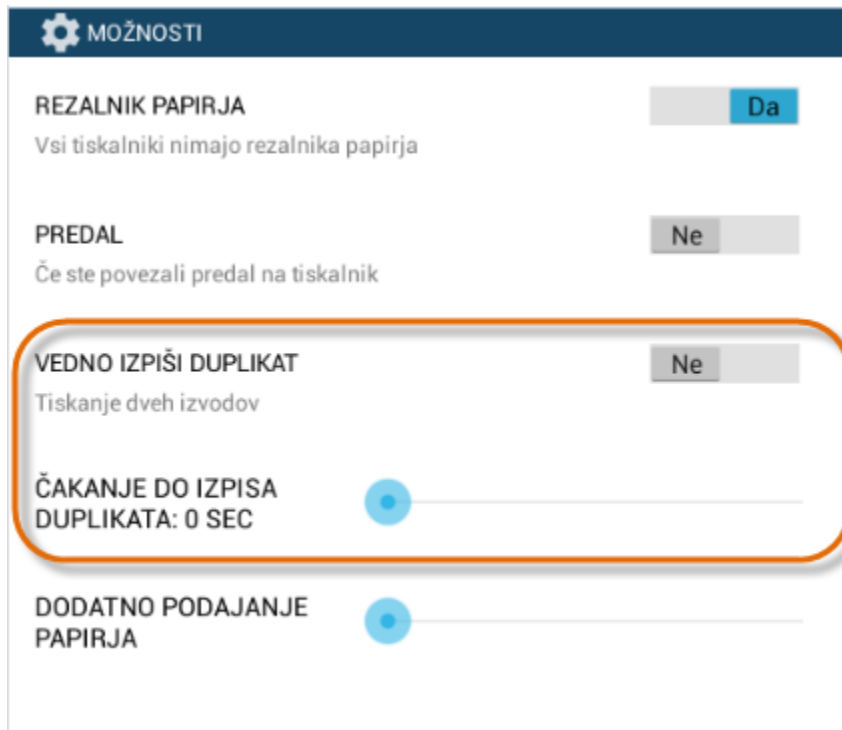 MOŽNOSTI
REZALNIK PAPIRJA
Da
Vsi tiskalniki nimajo rezalnika papirja
PREDAL
Ne
Če ste povezali predal na tiskalnik
VEDNO IZPIŠI DUPLIKAT
Ne
Tiskanje dveh izvodov
ČAKANJE DO IZPISA
DUPLIKATA: 0 SEC
DODATNO PODAJANJE
PAPIRJA